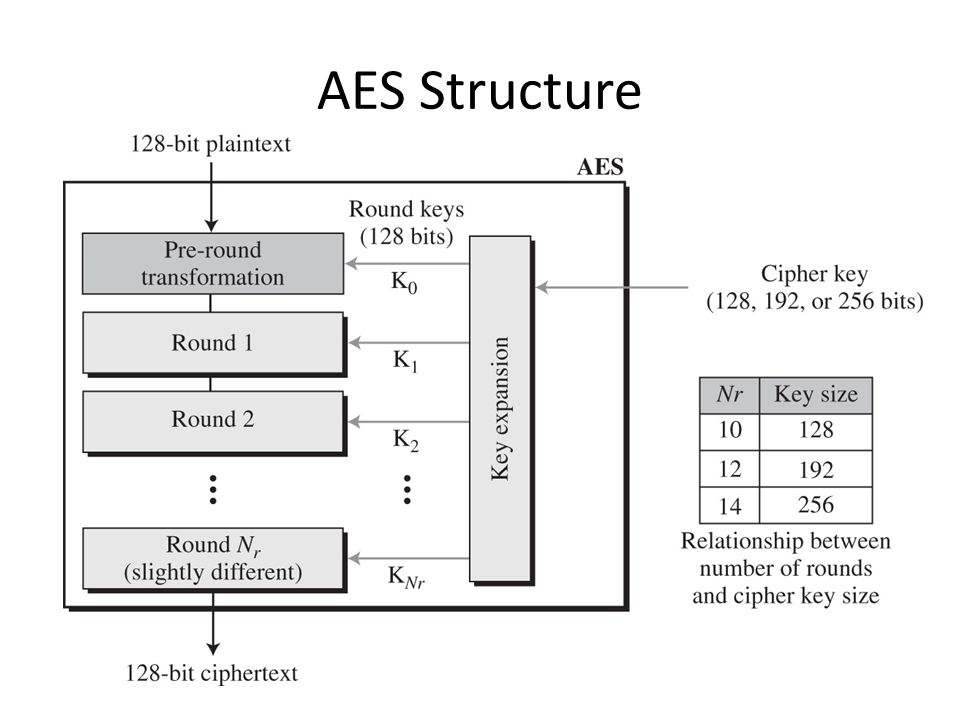 AES Structure
128-bit plaintext
AES
Round keys
(128 bits)
Pre-round
transformation
K0
Cipher key
(128, 192, or 256 bits)
Round 1
K1
Key expansion
Round 2
K2
Nr Key size
10 128
12 192
14 256
Round Nr
(slightly different)
KNr
Relationship between
number of rounds
and cipher key size
128-bit ciphertext